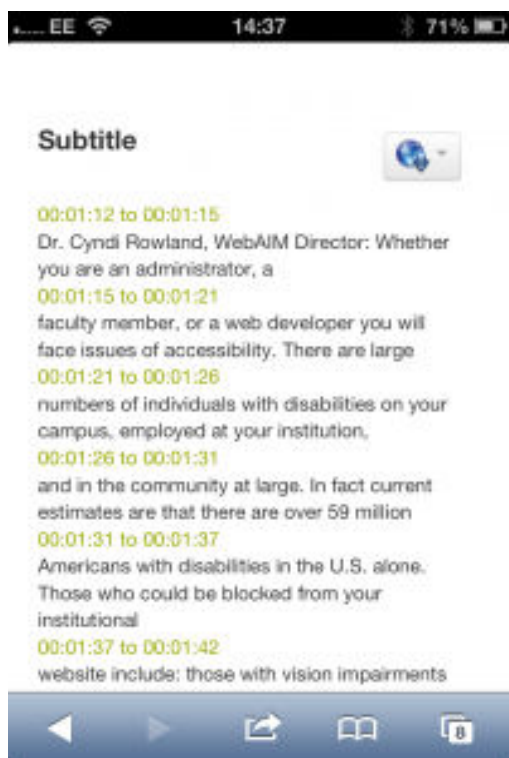 ..... EE 14:37 71%
Subtitle
00:01:12 to 00:01:15
Dr. Cyndi Rowland, WebAIM Director: Whether
you are an administrator, a
00:01:15 to 00:01:21
faculty member, or a web developer you will
face issues of accessibility. There are large
00:01:21 to 00:01:26
numbers of individuals with disabilities on your
campus, employed at your institution,
00:01:26 to 00:01:31
and in the community at large. In fact current
estimates are that there are over 59 million
00:01:31 to 00:01:37
Americans with disabilities in the U.S. alone.
Those who could be blocked from your
institutional
00:01:37 to 00:01:42
website include: those with vision impairments
8